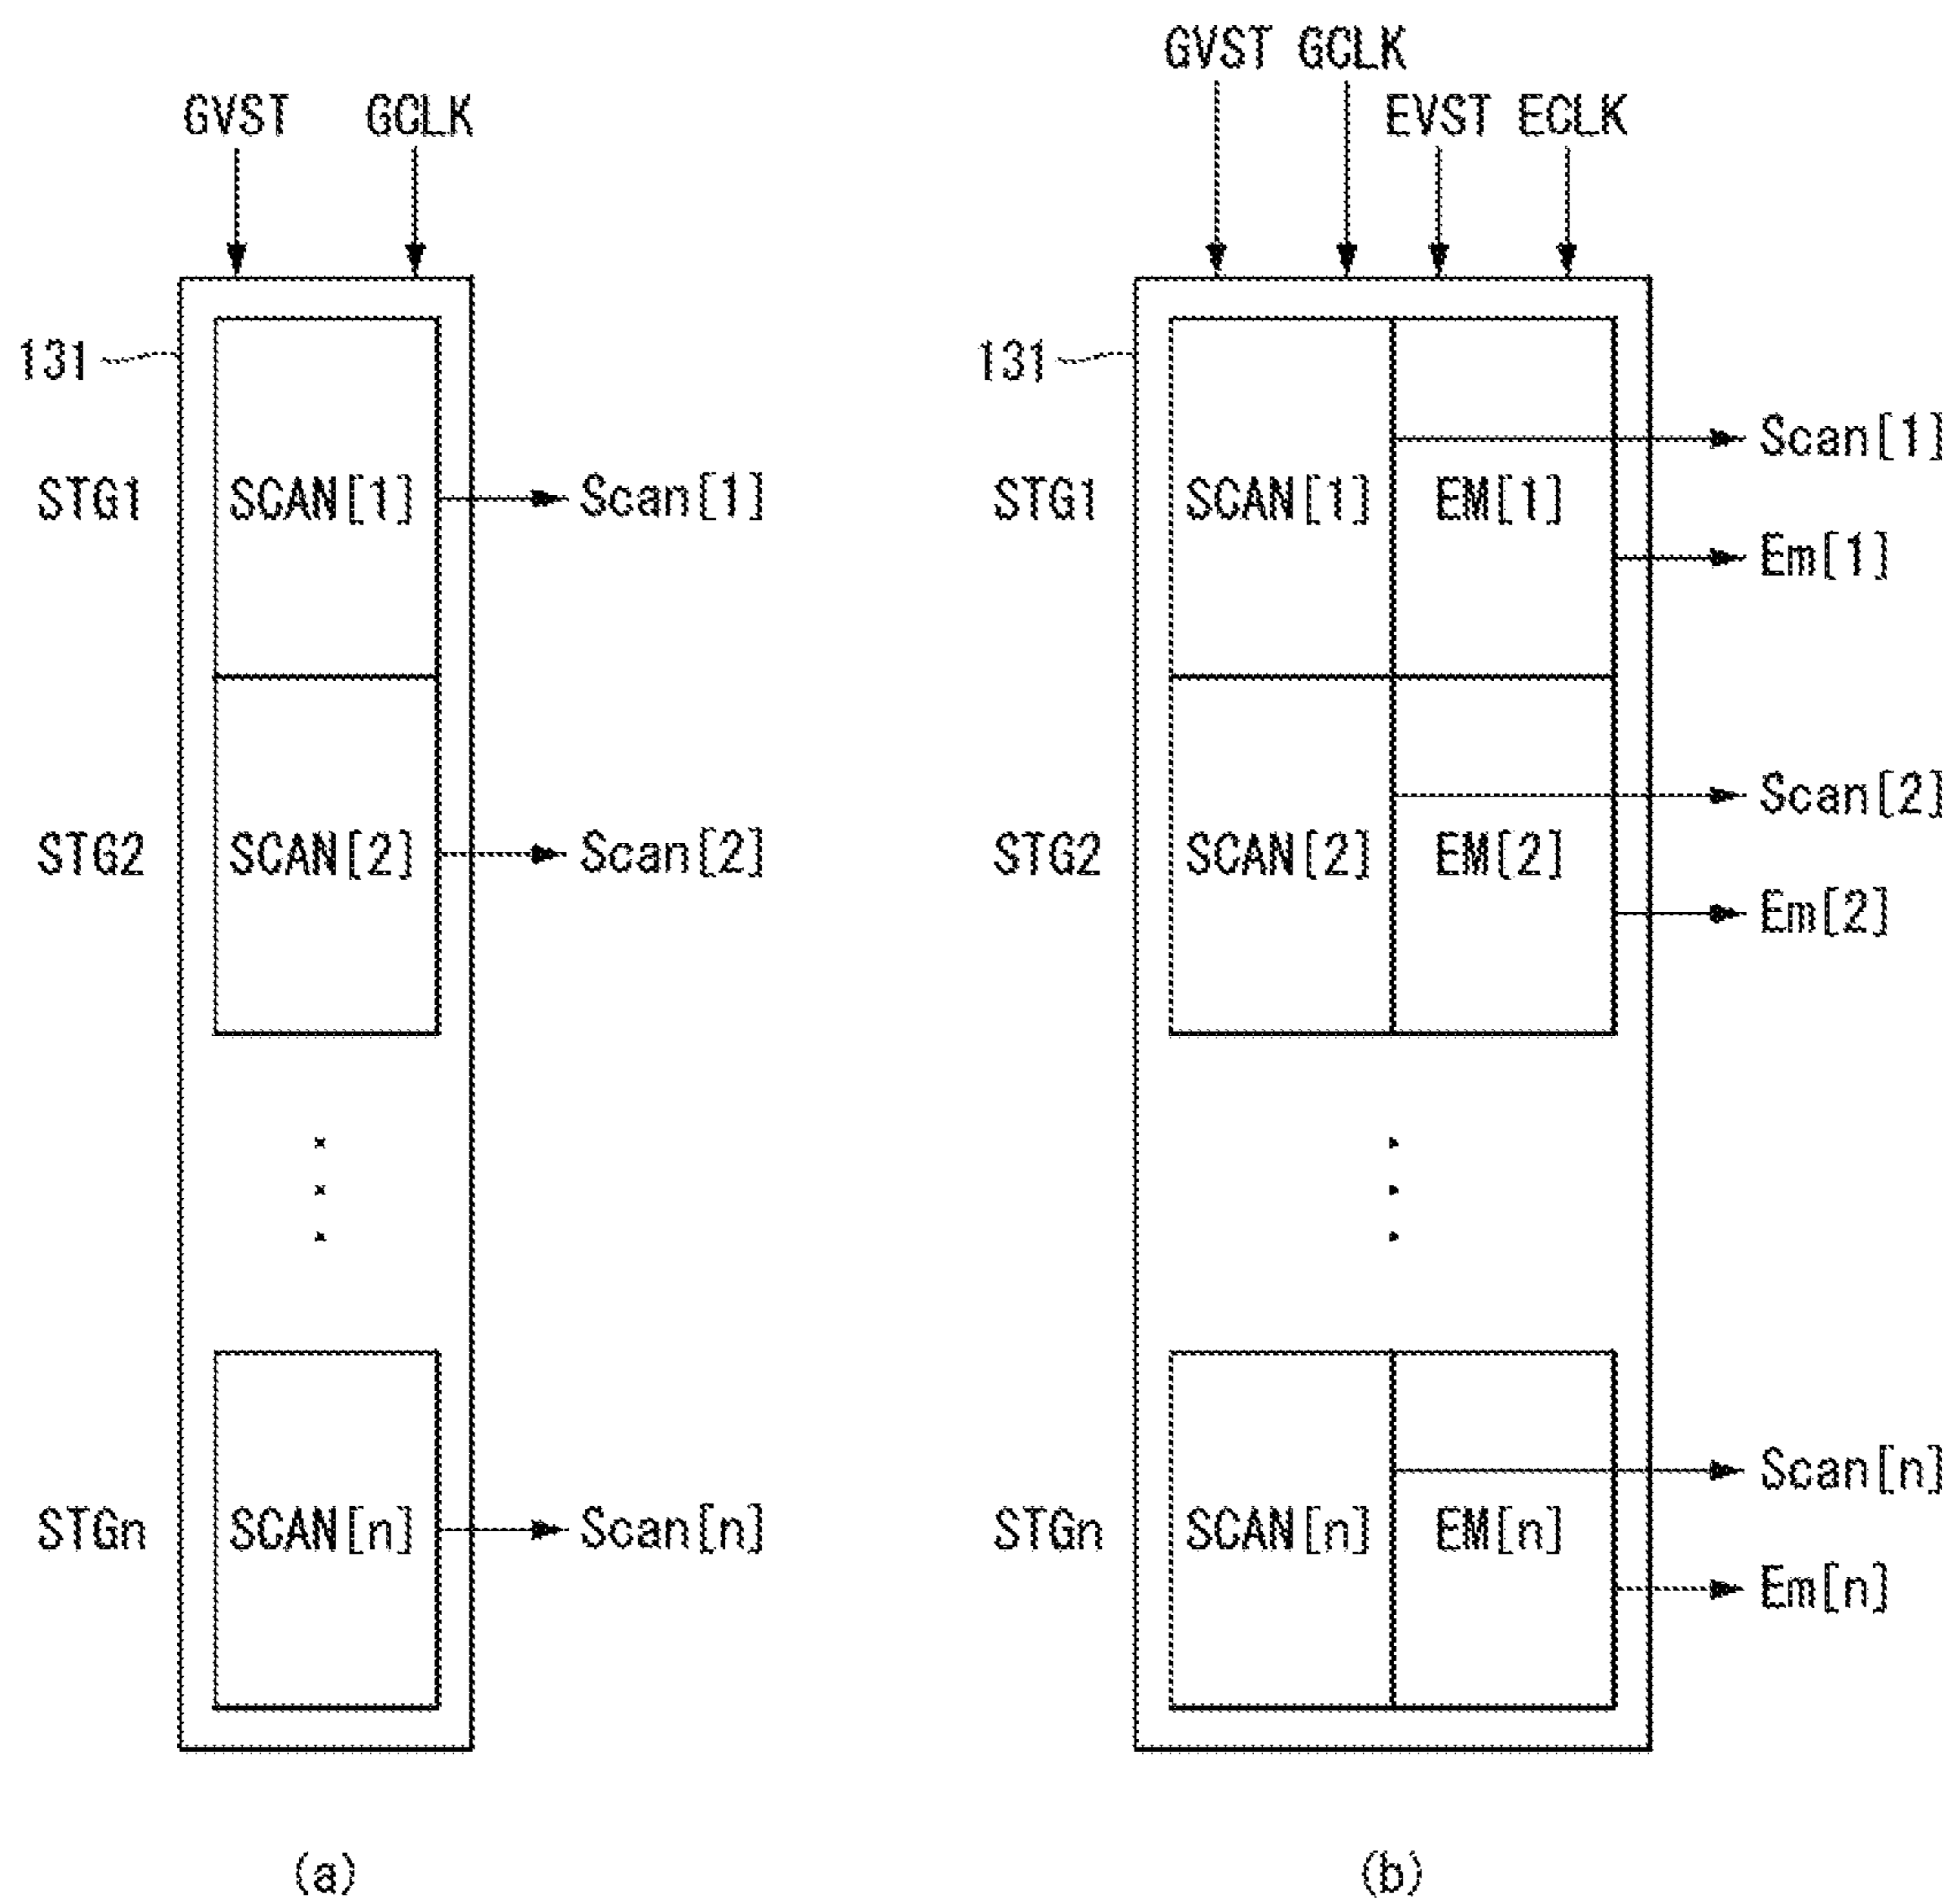 GVST GCLK
131
STG1 SCAN[1] Scan[1]
STG2 SCAN[2] Scan[2]
STGn SCAN[n] Scan[n]
(a)
GVST GCLK
EVST ECLK
131
Scan[1]
STG1 SCAN[1] EM[1]
Em[1]
Scan[2]
STG2 SCAN[2] EM[2]
Em[2]
Scan[n]
STGn SCAN[n] EM[n]
Em[n]
(b)